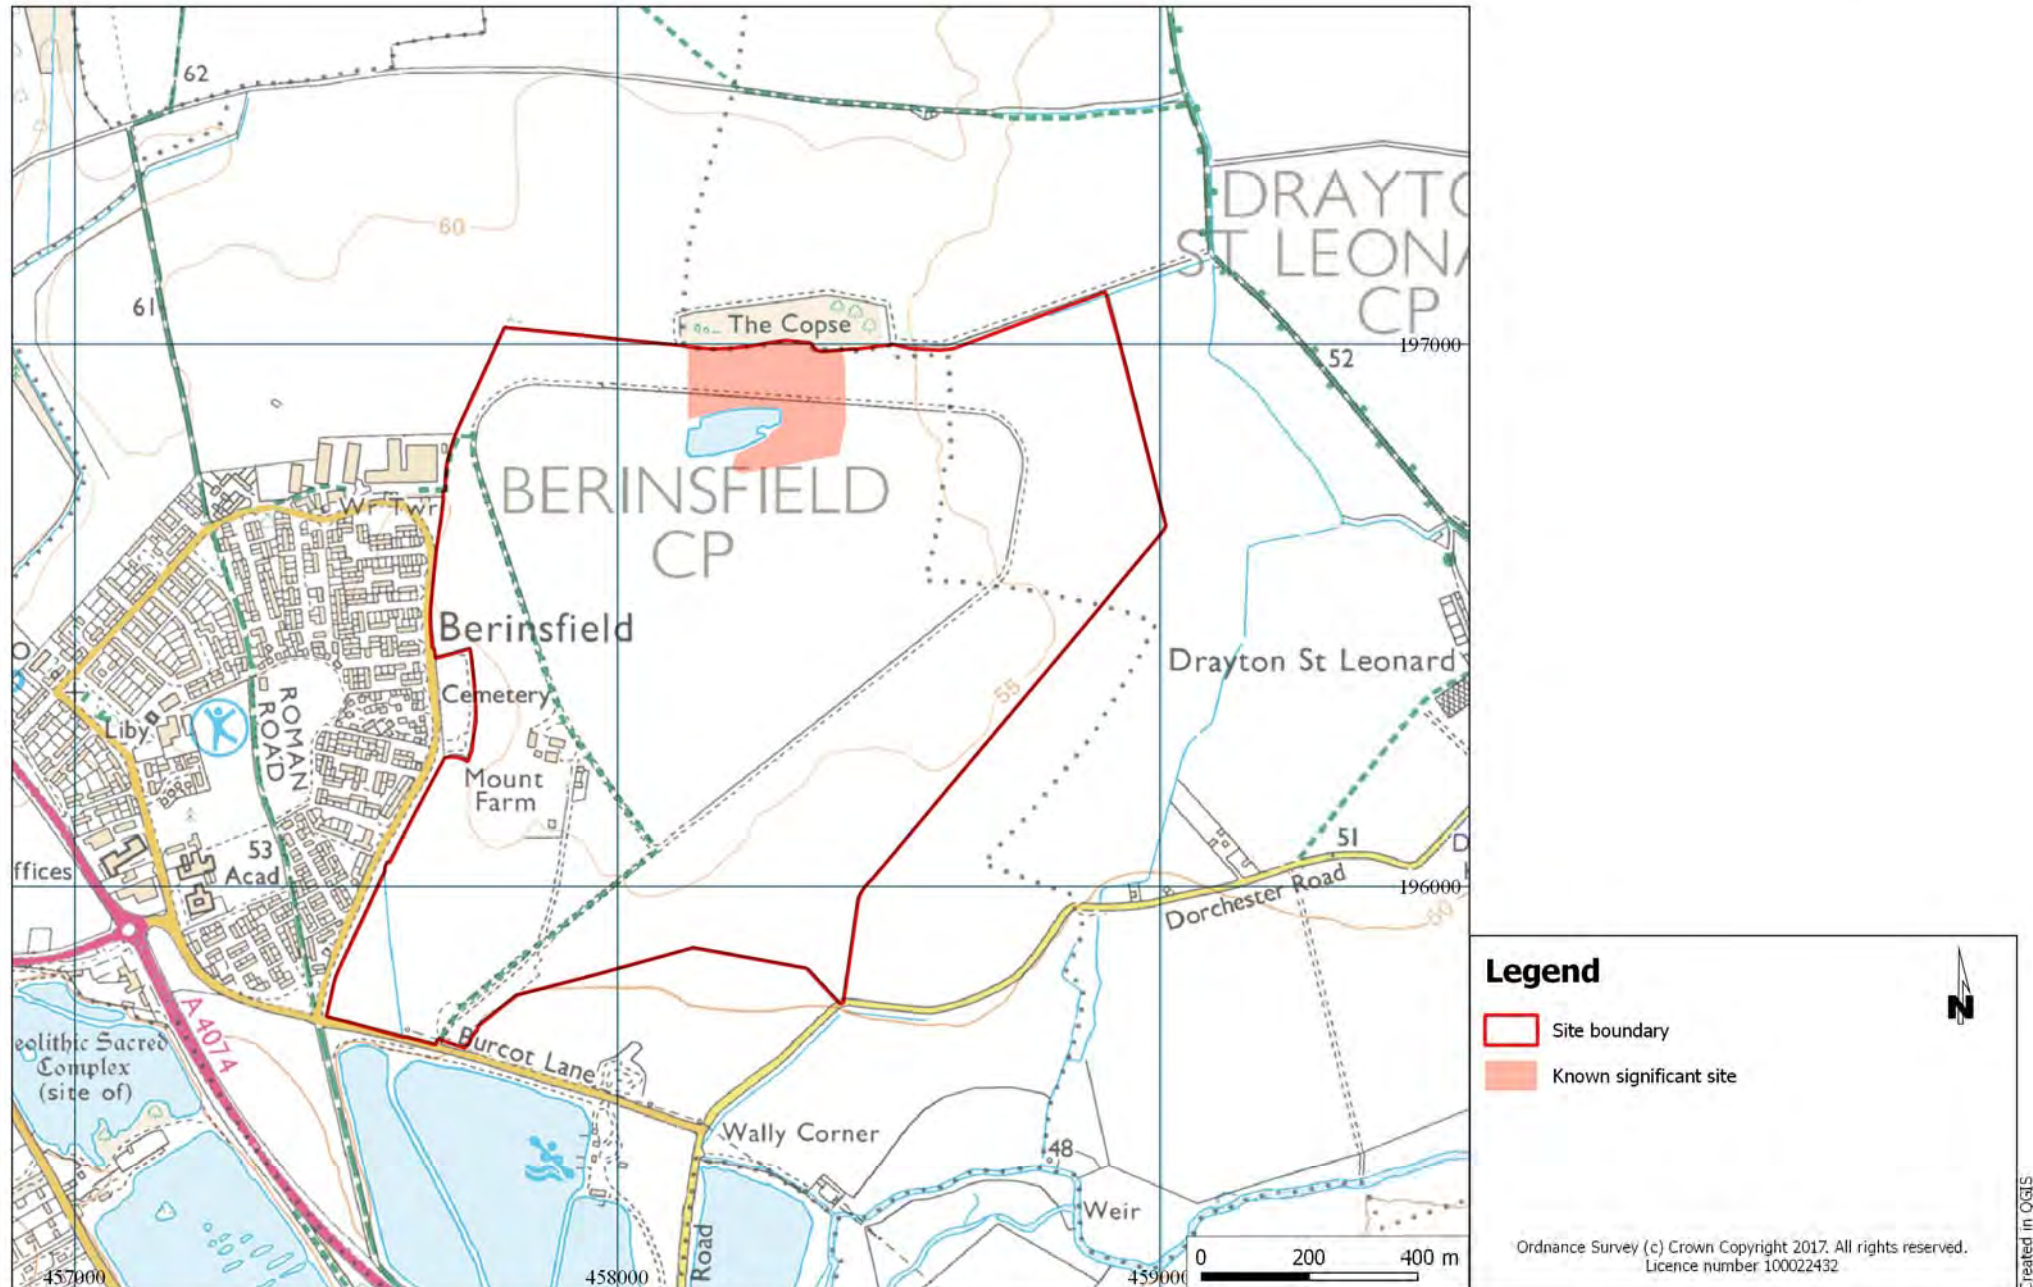 62
DRAYTO
ST LEONA
CP
60
61
The Copse
197000
52
BERINSFIELD
CP
Wr Twr
Berinsfield
Drayton St Leonard
Cemetery
55
ROMAN
ROAD
Liby
Mount
Farm
53
Acad
ffices
51
D
196000
Dorchester Road
50
A 4074
eolithic Sacred
Complex
(site of)
Burcot Lane
Wally Corner
48
Weir
Road
457000
458000
459000
0 200 400 m
Legend
N
Site boundary
Known significant site
Ordnance Survey (c) Crown Copyright 2017. All rights reserved.
Licence number 100022432
Created in QGIS